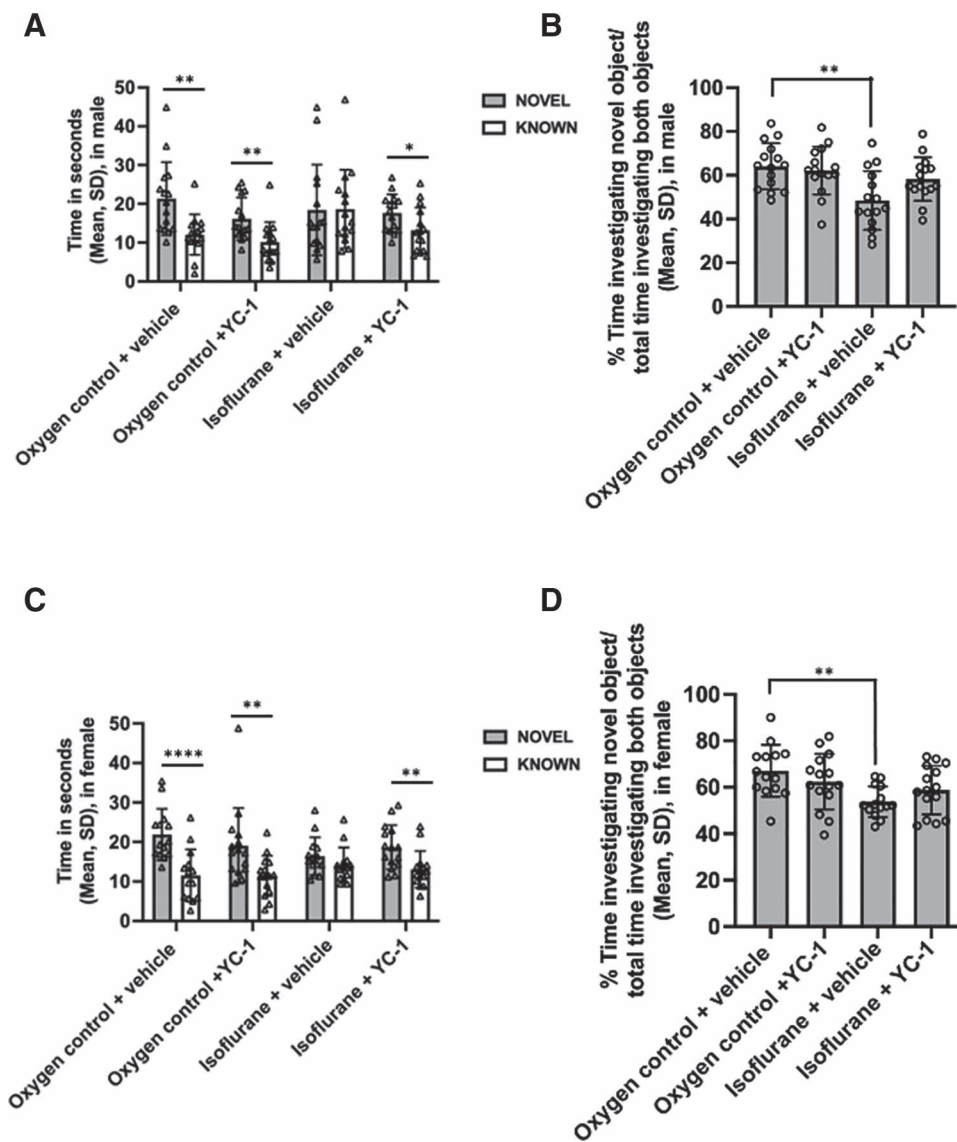 A
Time in seconds
(Mean, SD), in male
50
40
30
20
10
0
**
**
*
NOVEL
KNOWN
Oxygen control + vehicle
Oxygen control +YC-1
Isoflurane + vehicle
Isoflurane + YC-1
B
% Time investigating novel object/
total time investigating both objects
(Mean, SD), in male
100
80
60
40
20
0
**
Oxygen control + vehicle
Oxygen control +YC-1
Isoflurane + vehicle
Isoflurane + YC-1
C
Time in seconds
(Mean, SD), in female
50
40
30
20
10
0
****
**
**
NOVEL
KNOWN
Oxygen control + vehicle
Oxygen control +YC-1
Isoflurane + vehicle
Isoflurane + YC-1
D
% Time investigating novel object/
total time investigating both objects
(Mean, SD), in female
100
80
60
40
20
0
**
Oxygen control + vehicle
Oxygen control +YC-1
Isoflurane + vehicle
Isoflurane + YC-1